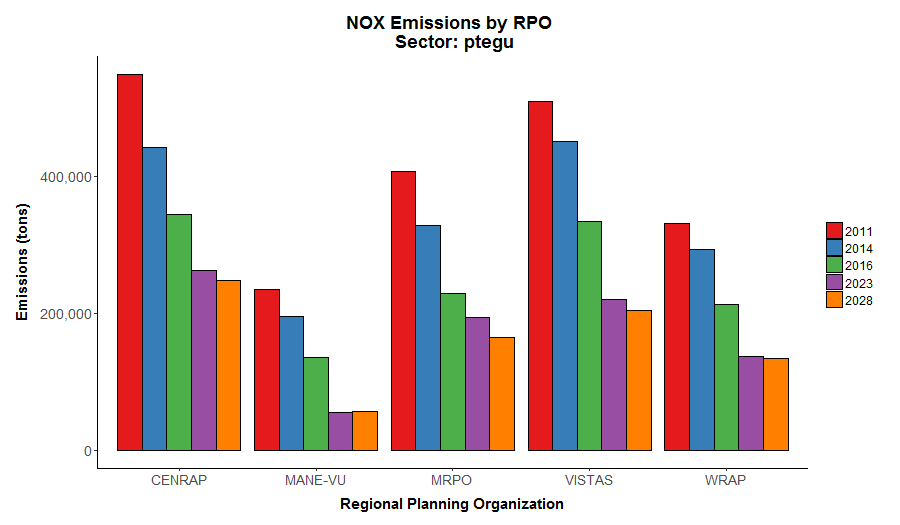 NOX Emissions by RPO
Sector: ptegu
Emissions (tons)
400,000
200,000
0
CENRAP
MANE-VU
MRPO
VISTAS
WRAP
Regional Planning Organization
2011
2014
2016
2023
2028